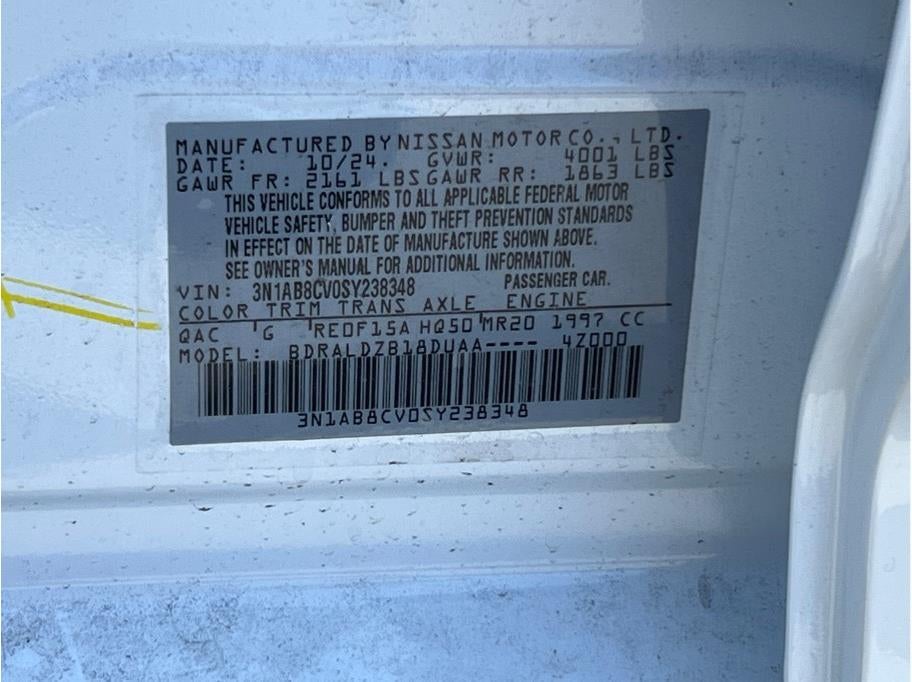 MANUFACTURED BY NISSAN MOTOR CO., LTD.
DATE: 10/24. GVWR: 4001 LBS
GAWR FR: 2161 LBS GAWR RR: 1863 LBS
THIS VEHICLE CONFORMS TO ALL APPLICABLE FEDERAL MOTOR
VEHICLE SAFETY, BUMPER AND THEFT PREVENTION STANDARDS
IN EFFECT ON THE DATE OF MANUFACTURE SHOWN ABOVE.
SEE OWNER'S MANUAL FOR ADDITIONAL INFORMATION.
VIN: 3N1AB8CV0SY238348 PASSENGER CAR.
COLOR TRIM TRANS AXLE ENGINE
QAC G RE0F15A HQ50 MR20 1997 CC
MODEL: BDRALDZB18DUAA---- 4Z000
3N1AB8CV0SY238348